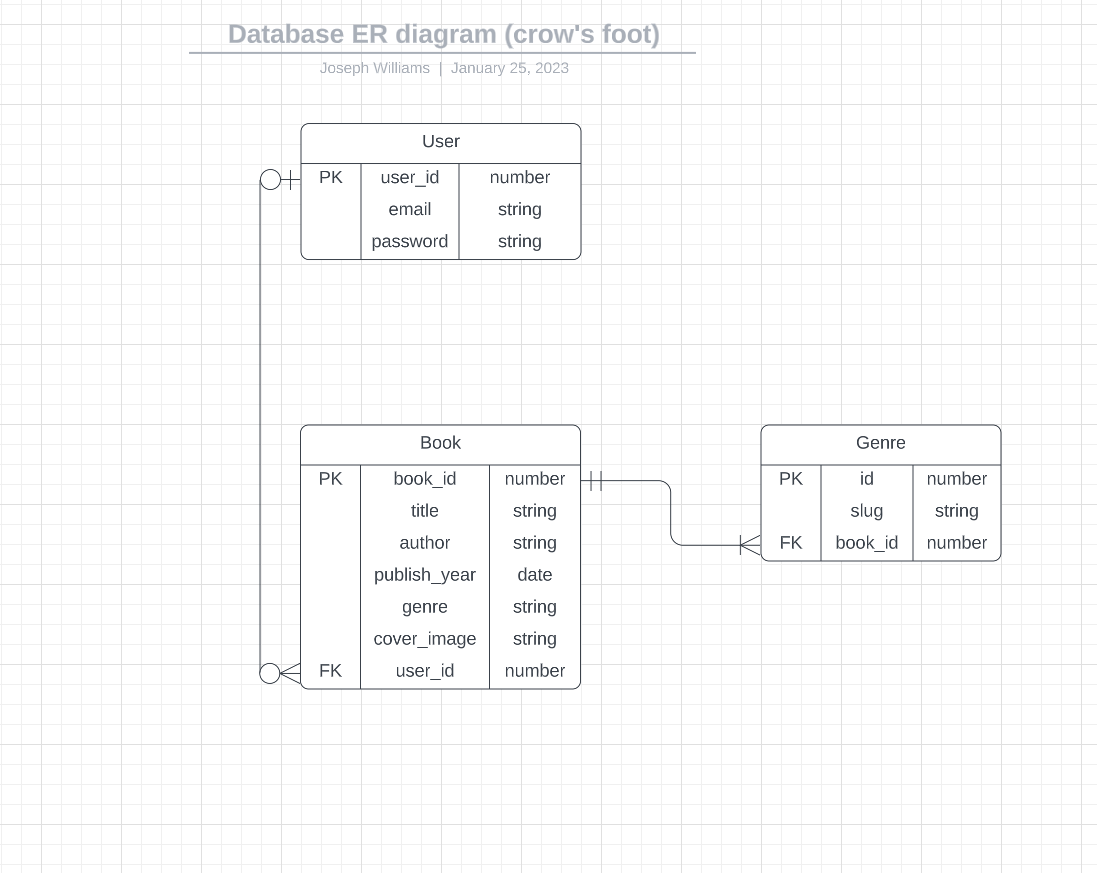 Database ER diagram (crow's foot)
Joseph Williams | January 25, 2023
User
PK user_id number
email string
password string
Book
PK book_id number
title string
author string
publish_year date
genre string
cover_image string
FK user_id number
Genre
PK id number
slug string
FK book_id number